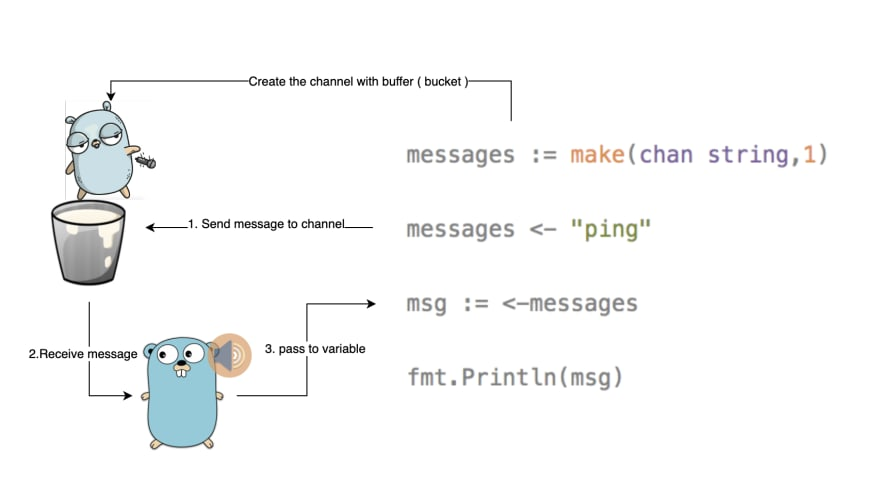 Create the channel with buffer ( bucket )
messages := make(chan string,1)
1. Send message to channel
messages <- "ping"
msg := <-messages
2.Receive message
3. pass to variable
fmt.Println(msg)